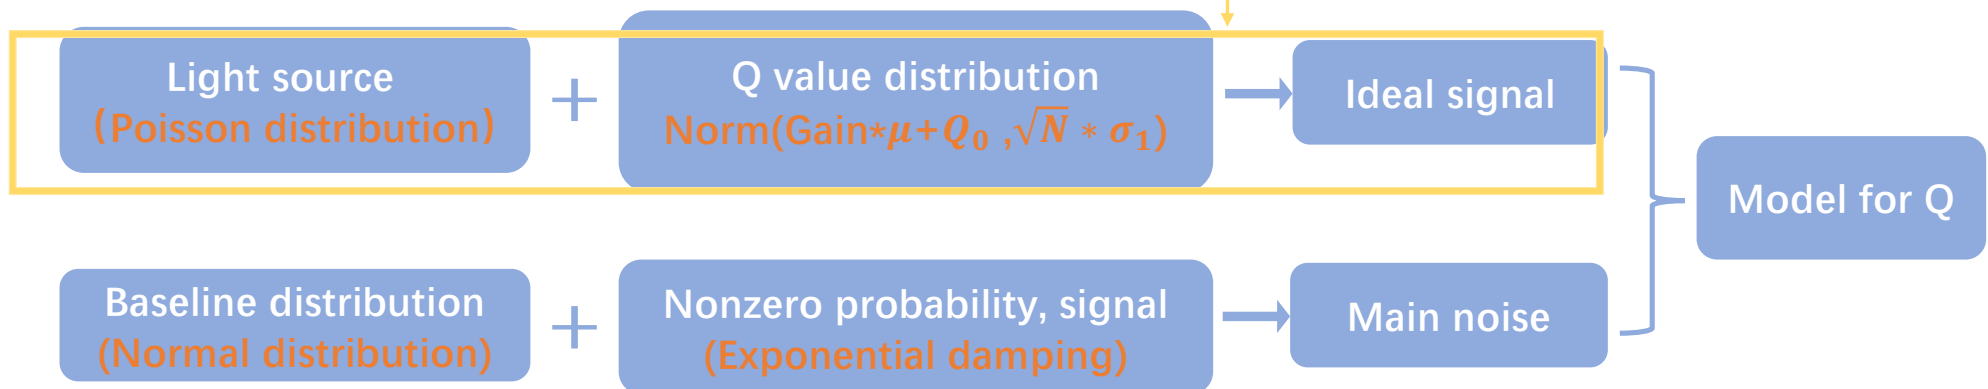 Light source
(Poisson distribution)
+
Q value distribution
Norm(Gain*μ+Q₀ ,√N * σ₁)
Ideal signal
Model for Q
Baseline distribution
(Normal distribution)
+
Nonzero probability, signal
(Exponential damping)
Main noise